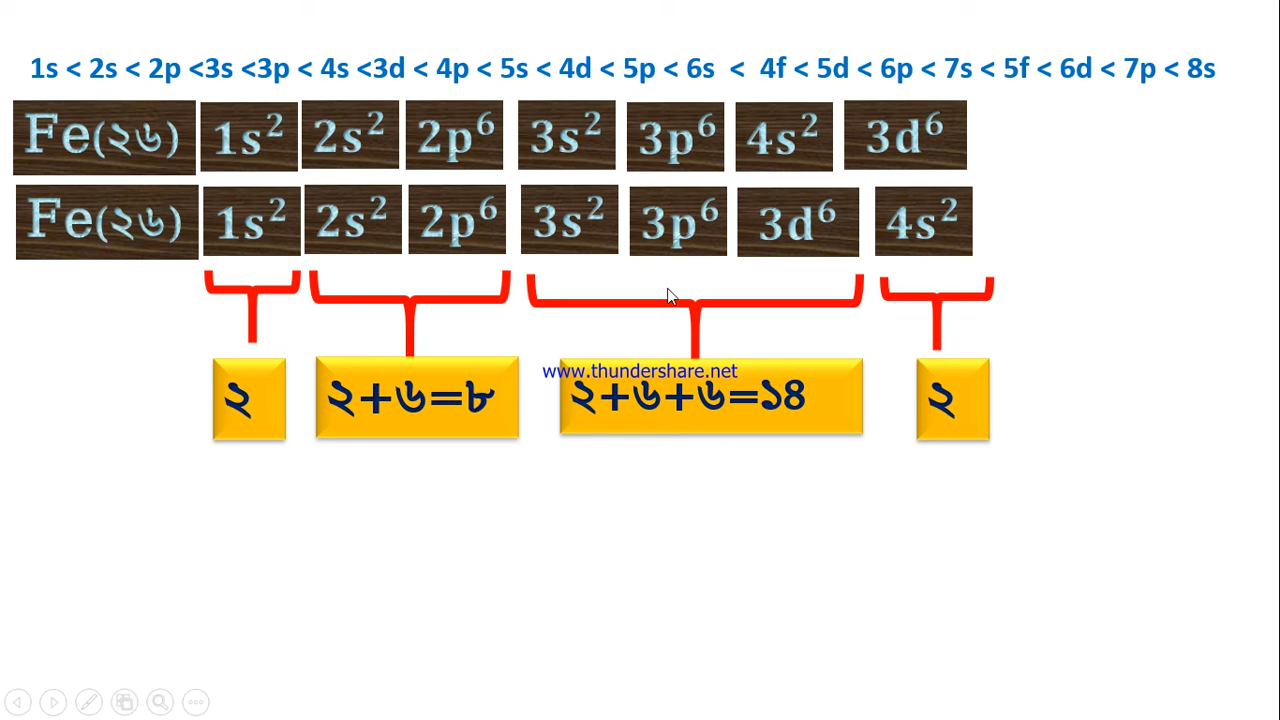 1s < 2s < 2p <3s <3p < 4s <3d < 4p < 5s < 4d < 5p < 6s < 4f < 5d < 6p < 7s < 5f < 6d < 7p < 8s
Fe(২৬) 1s² 2s² 2p⁶ 3s² 3p⁶ 4s² 3d⁶
Fe(২৬) 1s² 2s² 2p⁶ 3s² 3p⁶ 3d⁶ 4s²
www.thundershare.net
২ ২+৬=৮ ২+৬+৬=১৪ ২